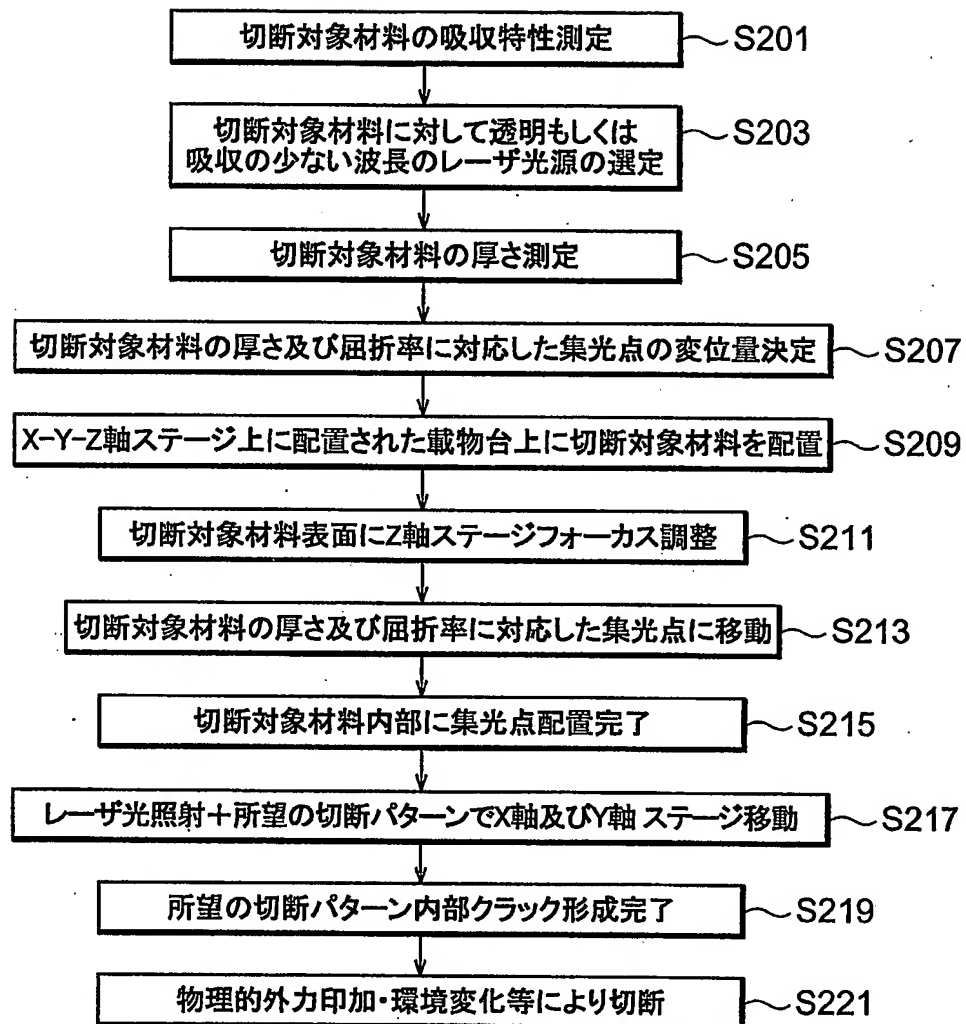 切断対象材料の吸収特性測定
S201
切断対象材料に対して透明もしくは
吸収の少ない波長のレーザ光源の選定
S203
切断対象材料の厚さ測定
S205
切断対象材料の厚さ及び屈折率に対応した集光点の変位量決定
S207
X-Y-Z軸ステージ上に配置された載物台上に切断対象材料を配置
S209
切断対象材料表面にZ軸ステージフォーカス調整
S211
切断対象材料の厚さ及び屈折率に対応した集光点に移動
S213
切断対象材料内部に集光点配置完了
S215
レーザ光照射+所望の切断パターンでX軸及びY軸 ステージ移動
S217
所望の切断パターン内部クラック形成完了
S219
物理的外力印加・環境変化等により切断
S221